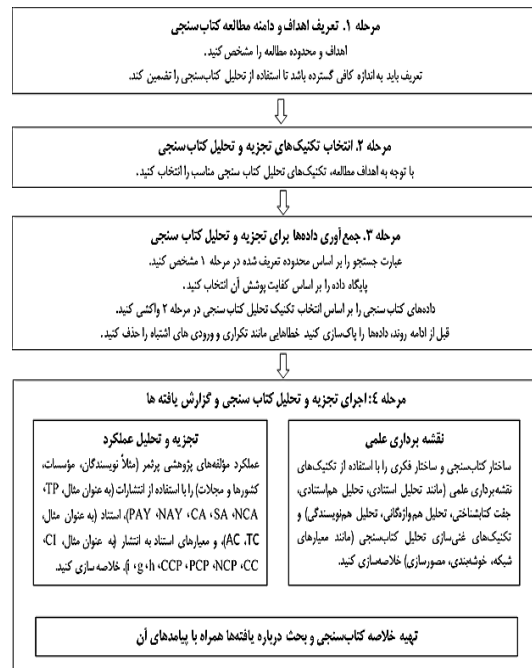 مرحله ۱. تعریف اهداف و دامنه مطالعه کتاب‌سنجی
اهداف و محدوده مطالعه را مشخص کنید.
تعریف باید به اندازه کافی گسترده باشد تا استفاده از تحلیل کتاب‌سنجی را تضمین کند.
مرحله ۲. انتخاب تکنیک‌های تجزیه و تحلیل کتاب‌سنجی
با توجه به اهداف مطالعه، تکنیک‌های تحلیل کتاب سنجی مناسب را انتخاب کنید.
مرحله ۳. جمع‌آوری داده‌ها برای تجزیه و تحلیل کتاب سنجی
عبارت جستجو را بر اساس محدوده تعریف شده در مرحله ۱ مشخص کنید.
پایگاه داده را بر اساس کفایت پوشش آن انتخاب کنید.
داده‌های کتاب سنجی را بر اساس انتخاب تکنیک تحلیل کتاب‌سنجی در مرحله ۲ واکشی کنید.
قبل از ادامه روند، داده‌ها را پاک‌سازی کنید. خطاهایی مانند تکراری و ورودی های اشتباه را حذف کنید.
مرحله ٤: اجرای تجزیه و تحلیل کتاب سنجی و گزارش یافته ها
نقشه برداری علمی
ساختار کتاب‌سنجی و ساختار فکری را با استفاده از تکنیک‌های
نقشه‌برداری علمی (مانند تحلیل استنادی، تحلیل هم‌استنادی،
جفت کتابشناختی، تحلیل هم‌واژگانی، تحلیل هم‌نویسندگی) و
تکنیک‌های غنی‌سازی تحلیل کتاب‌سنجی (مانند معیارهای
شبکه، خوشه‌بندی، مصورسازی) خلاصه‌سازی کنید.
تجزیه و تحلیل عملکرد
عملکرد مؤلفه‌های پژوهشی پرثمر (مثلاً نویسندگان، مؤسسات،
کشورها و مجلات) را با استفاده از انتشارات (به عنوان مثال، TP،
NCA، SA، CA، NAY، PAY)، استناد (به عنوان مثال،
TC، AC)، و معیارهای استناد به انتشار (به عنوان مثال، CI،
CC، NCP، PCP، CCP، h، g، i)، خلاصه سازی کنید.
تهیه خلاصه کتاب‌سنجی و بحث درباره یافته‌ها همراه با پیامدهای آن